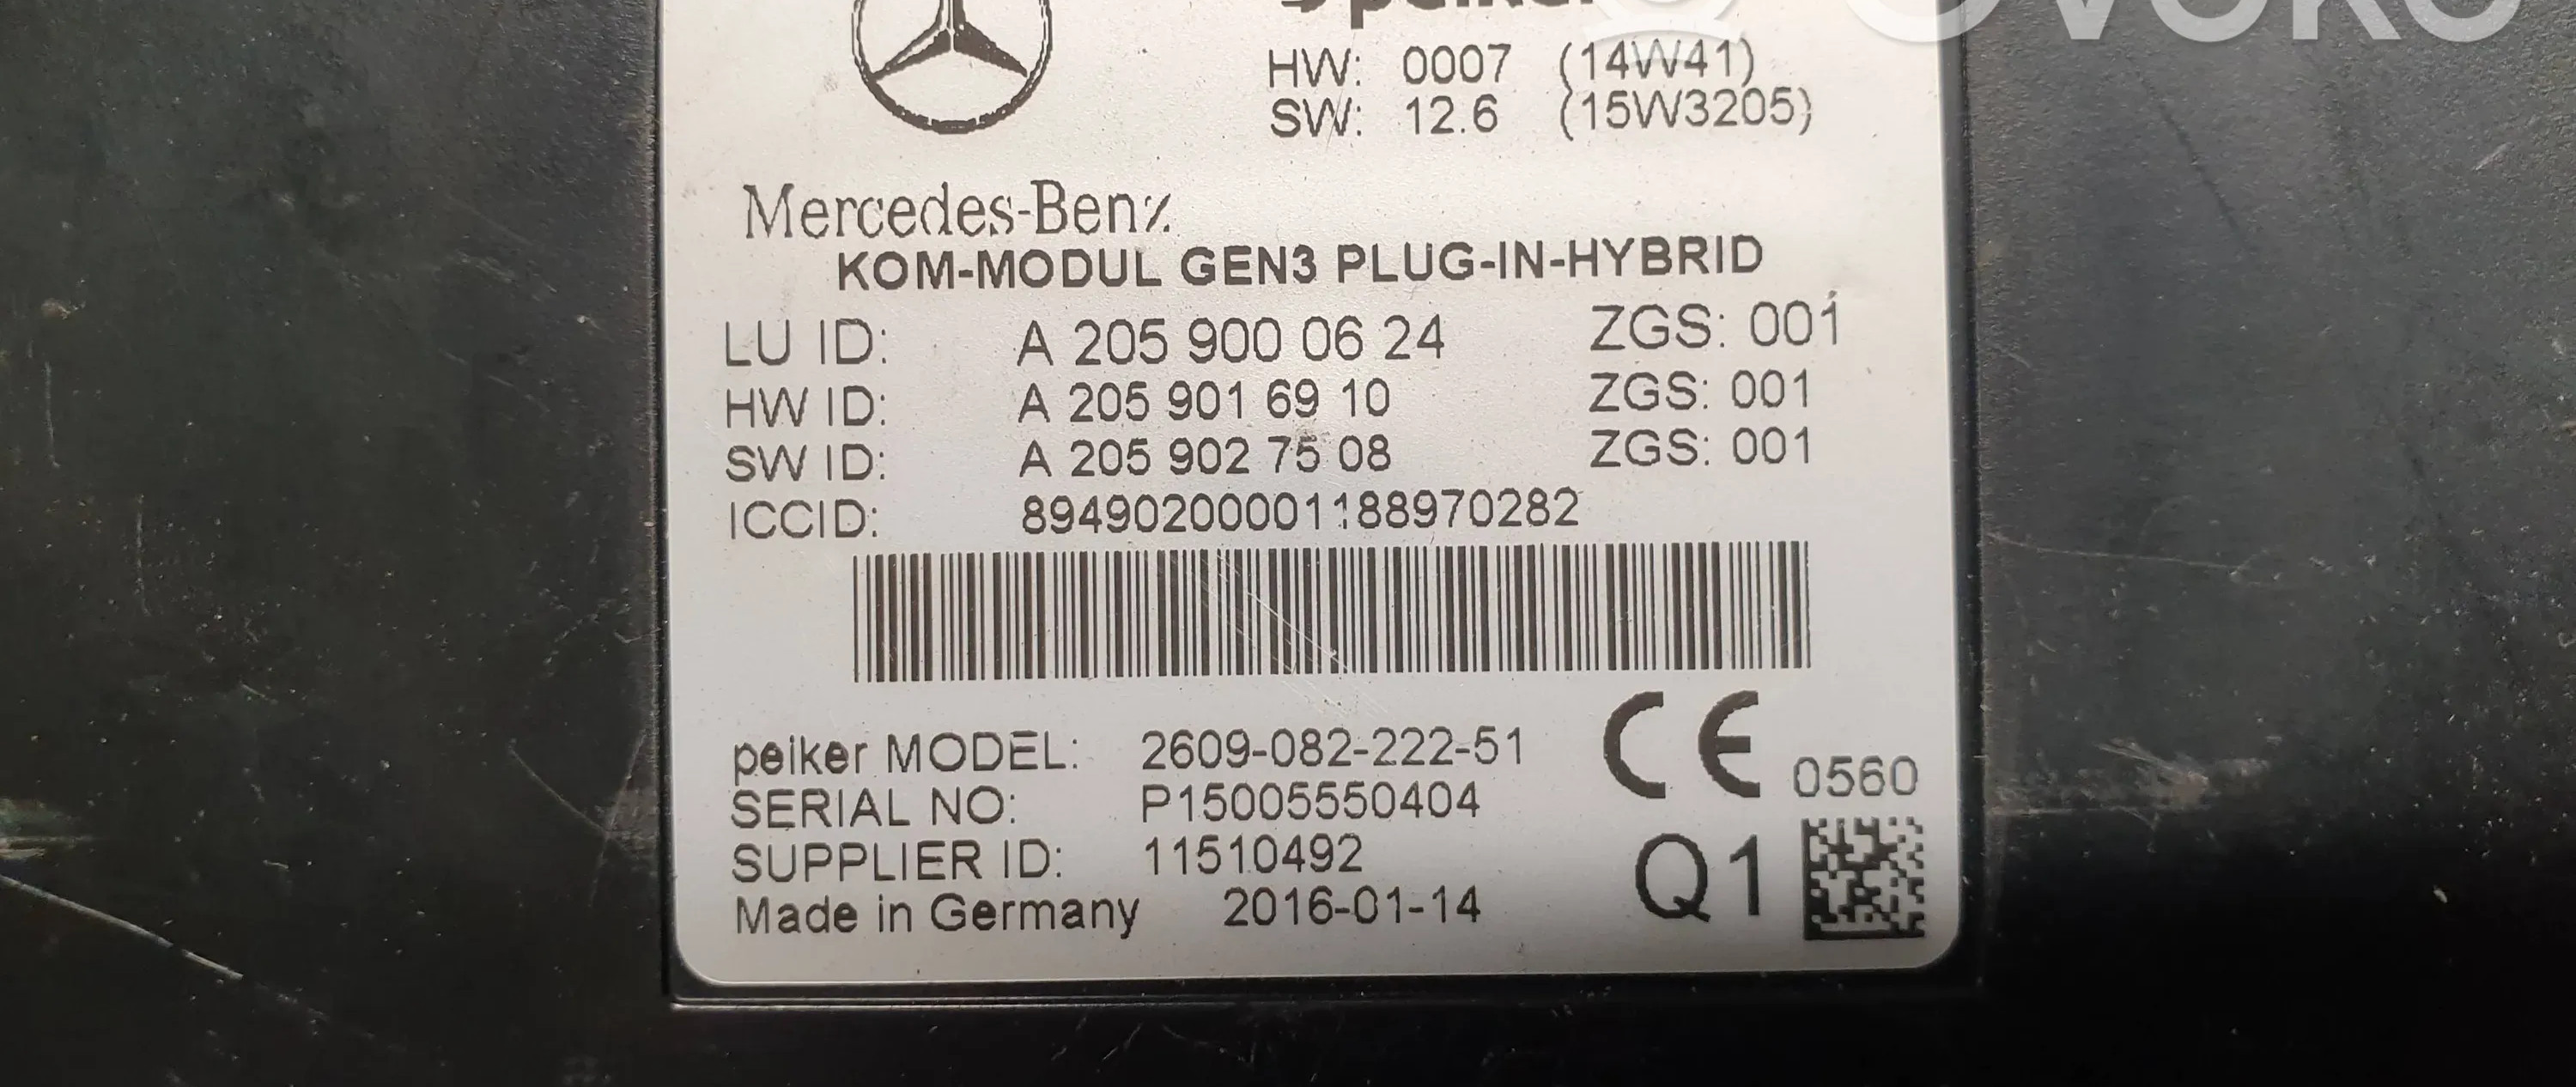 peiker
OVOKO
HW: 0007 (14W41)
SW: 12.6 (15W3205)
Mercedes-Benz
KOM-MODUL GEN3 PLUG-IN-HYBRID
LU ID: A 205 900 06 24 ZGS: 001
HW ID: A 205 901 69 10 ZGS: 001
SW ID: A 205 902 75 08 ZGS: 001
ICCID: 89490200001188970282
peiker MODEL: 2609-082-222-51
CE 0560
SERIAL NO: P15005550404
SUPPLIER ID: 11510492
Made in Germany 2016-01-14
Q1